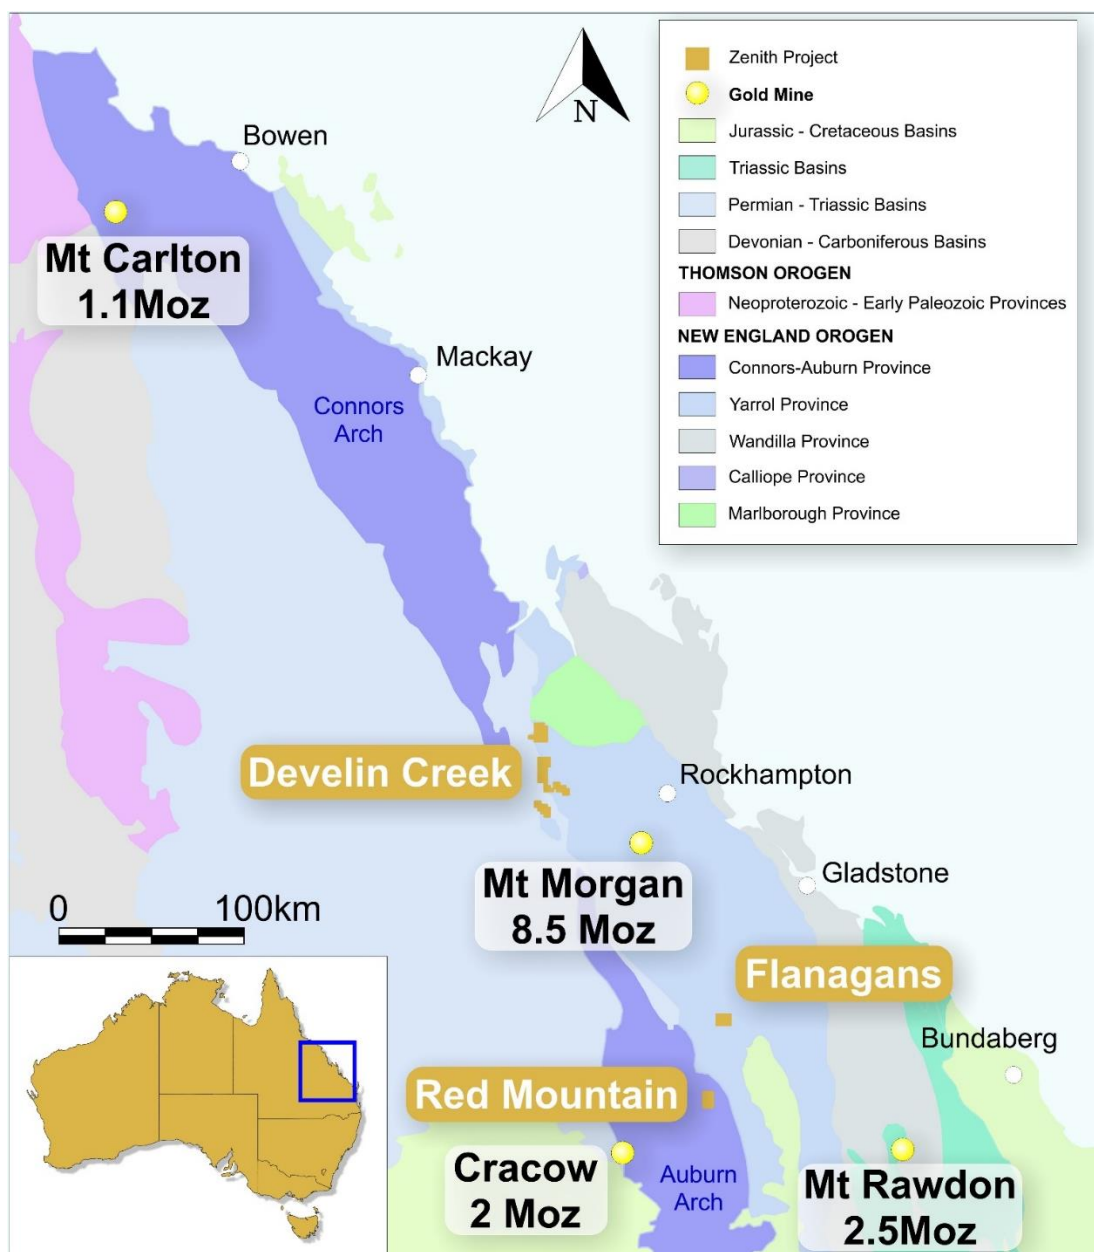 Zenith Project
Gold Mine
Jurassic - Cretaceous Basins
Triassic Basins
Permian - Triassic Basins
Devonian - Carboniferous Basins
THOMSON OROGEN
Neoproterozoic - Early Paleozoic Provinces
NEW ENGLAND OROGEN
Connors-Auburn Province
Yarrol Province
Wandilla Province
Calliope Province
Marlborough Province
N
Bowen
Mt Carlton
1.1Moz
Mackay
Connors
Arch
Develin Creek
Rockhampton
Mt Morgan
8.5 Moz
Gladstone
0 100km
Flanagans
Bundaberg
Red Mountain
Cracow
2 Moz
Auburn
Arch
Mt Rawdon
2.5Moz